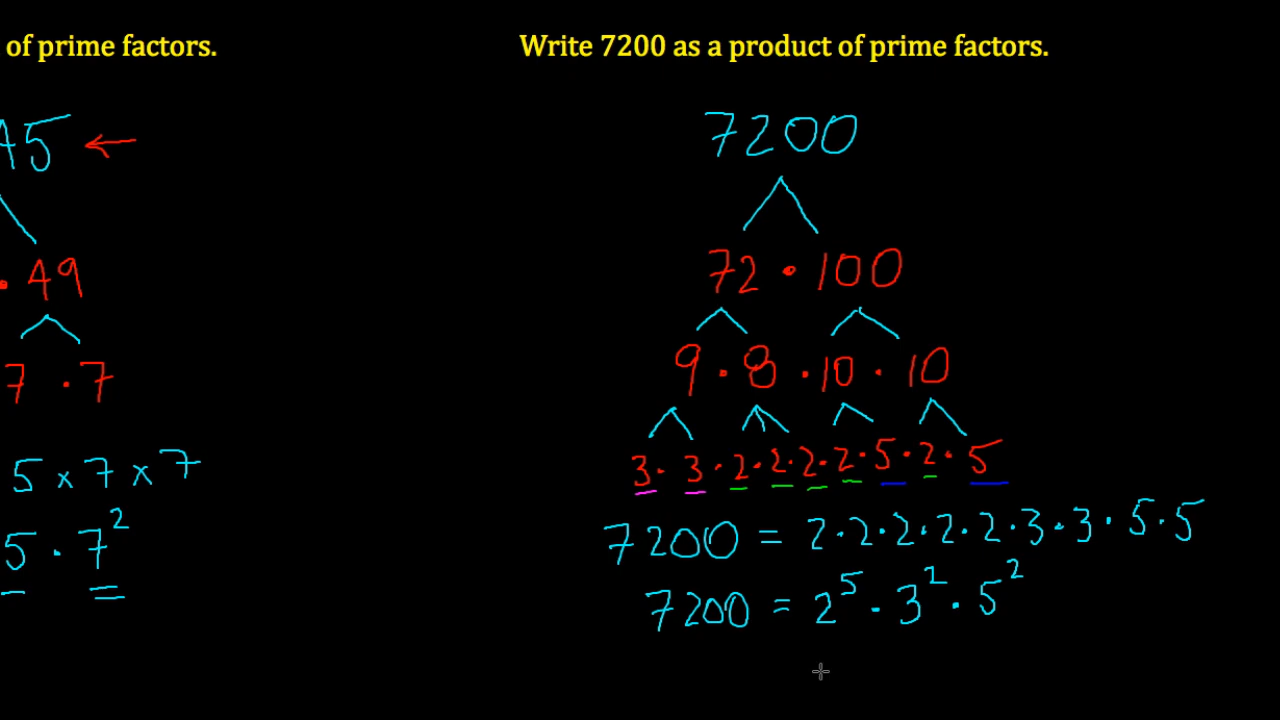 of prime factors.
45
· 49
7 · 7
5 × 7 × 7
5 · 7²
Write 7200 as a product of prime factors.
7200
72 · 100
9 · 8 · 10 · 10
3 · 3 · 2 · 2 · 2 · 2 · 5 · 2 · 5
7200 = 2 · 2 · 2 · 2 · 2 · 3 · 3 · 5 · 5
7200 = 2⁵ · 3² · 5²